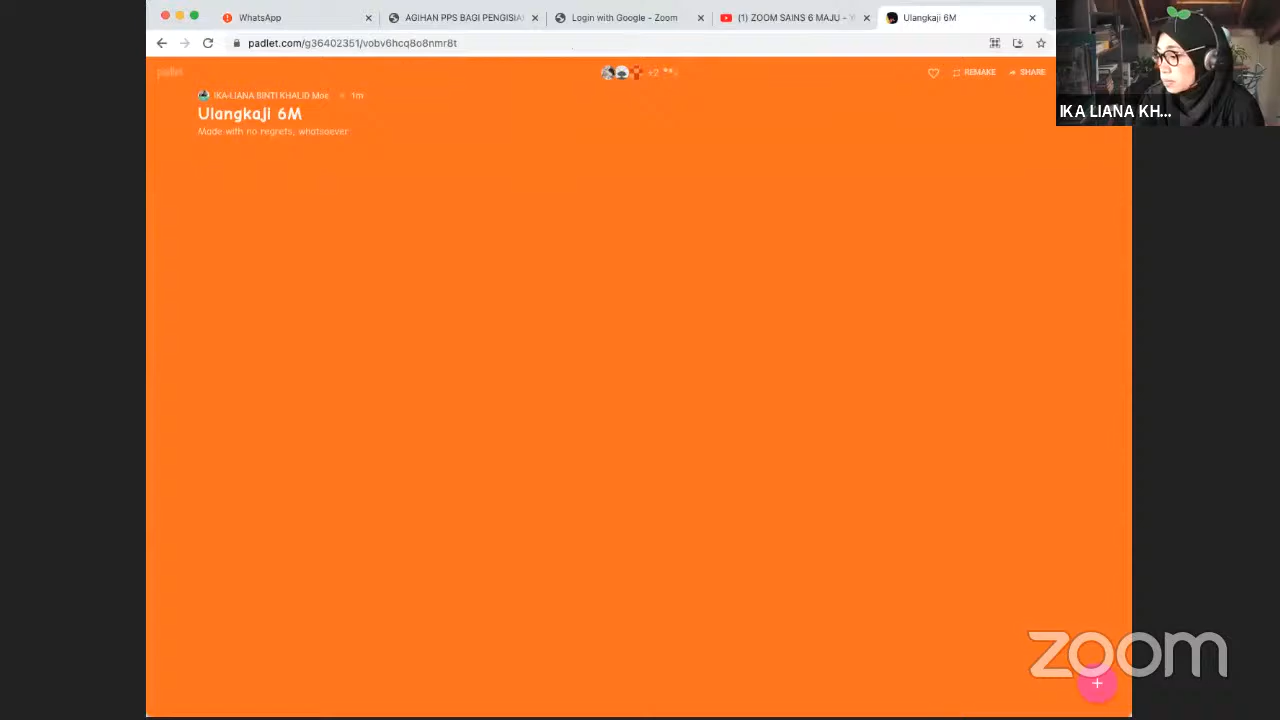 WhatsApp
AGIHAN PPS BAGI PENGISIA
Login with Google - Zoom
(1) ZOOM SAINS 6 MAJU -
Ulangkaji 6M
padlet.com/g36402351/vobv6hcq8o8nmr8t
padlet
+2
REMAKE
SHARE
IKA-LIANA BINTI KHALID Moe
1m
Ulangkaji 6M
Made with no regrets, whatsoever
IKA LIANA KH...
zoom